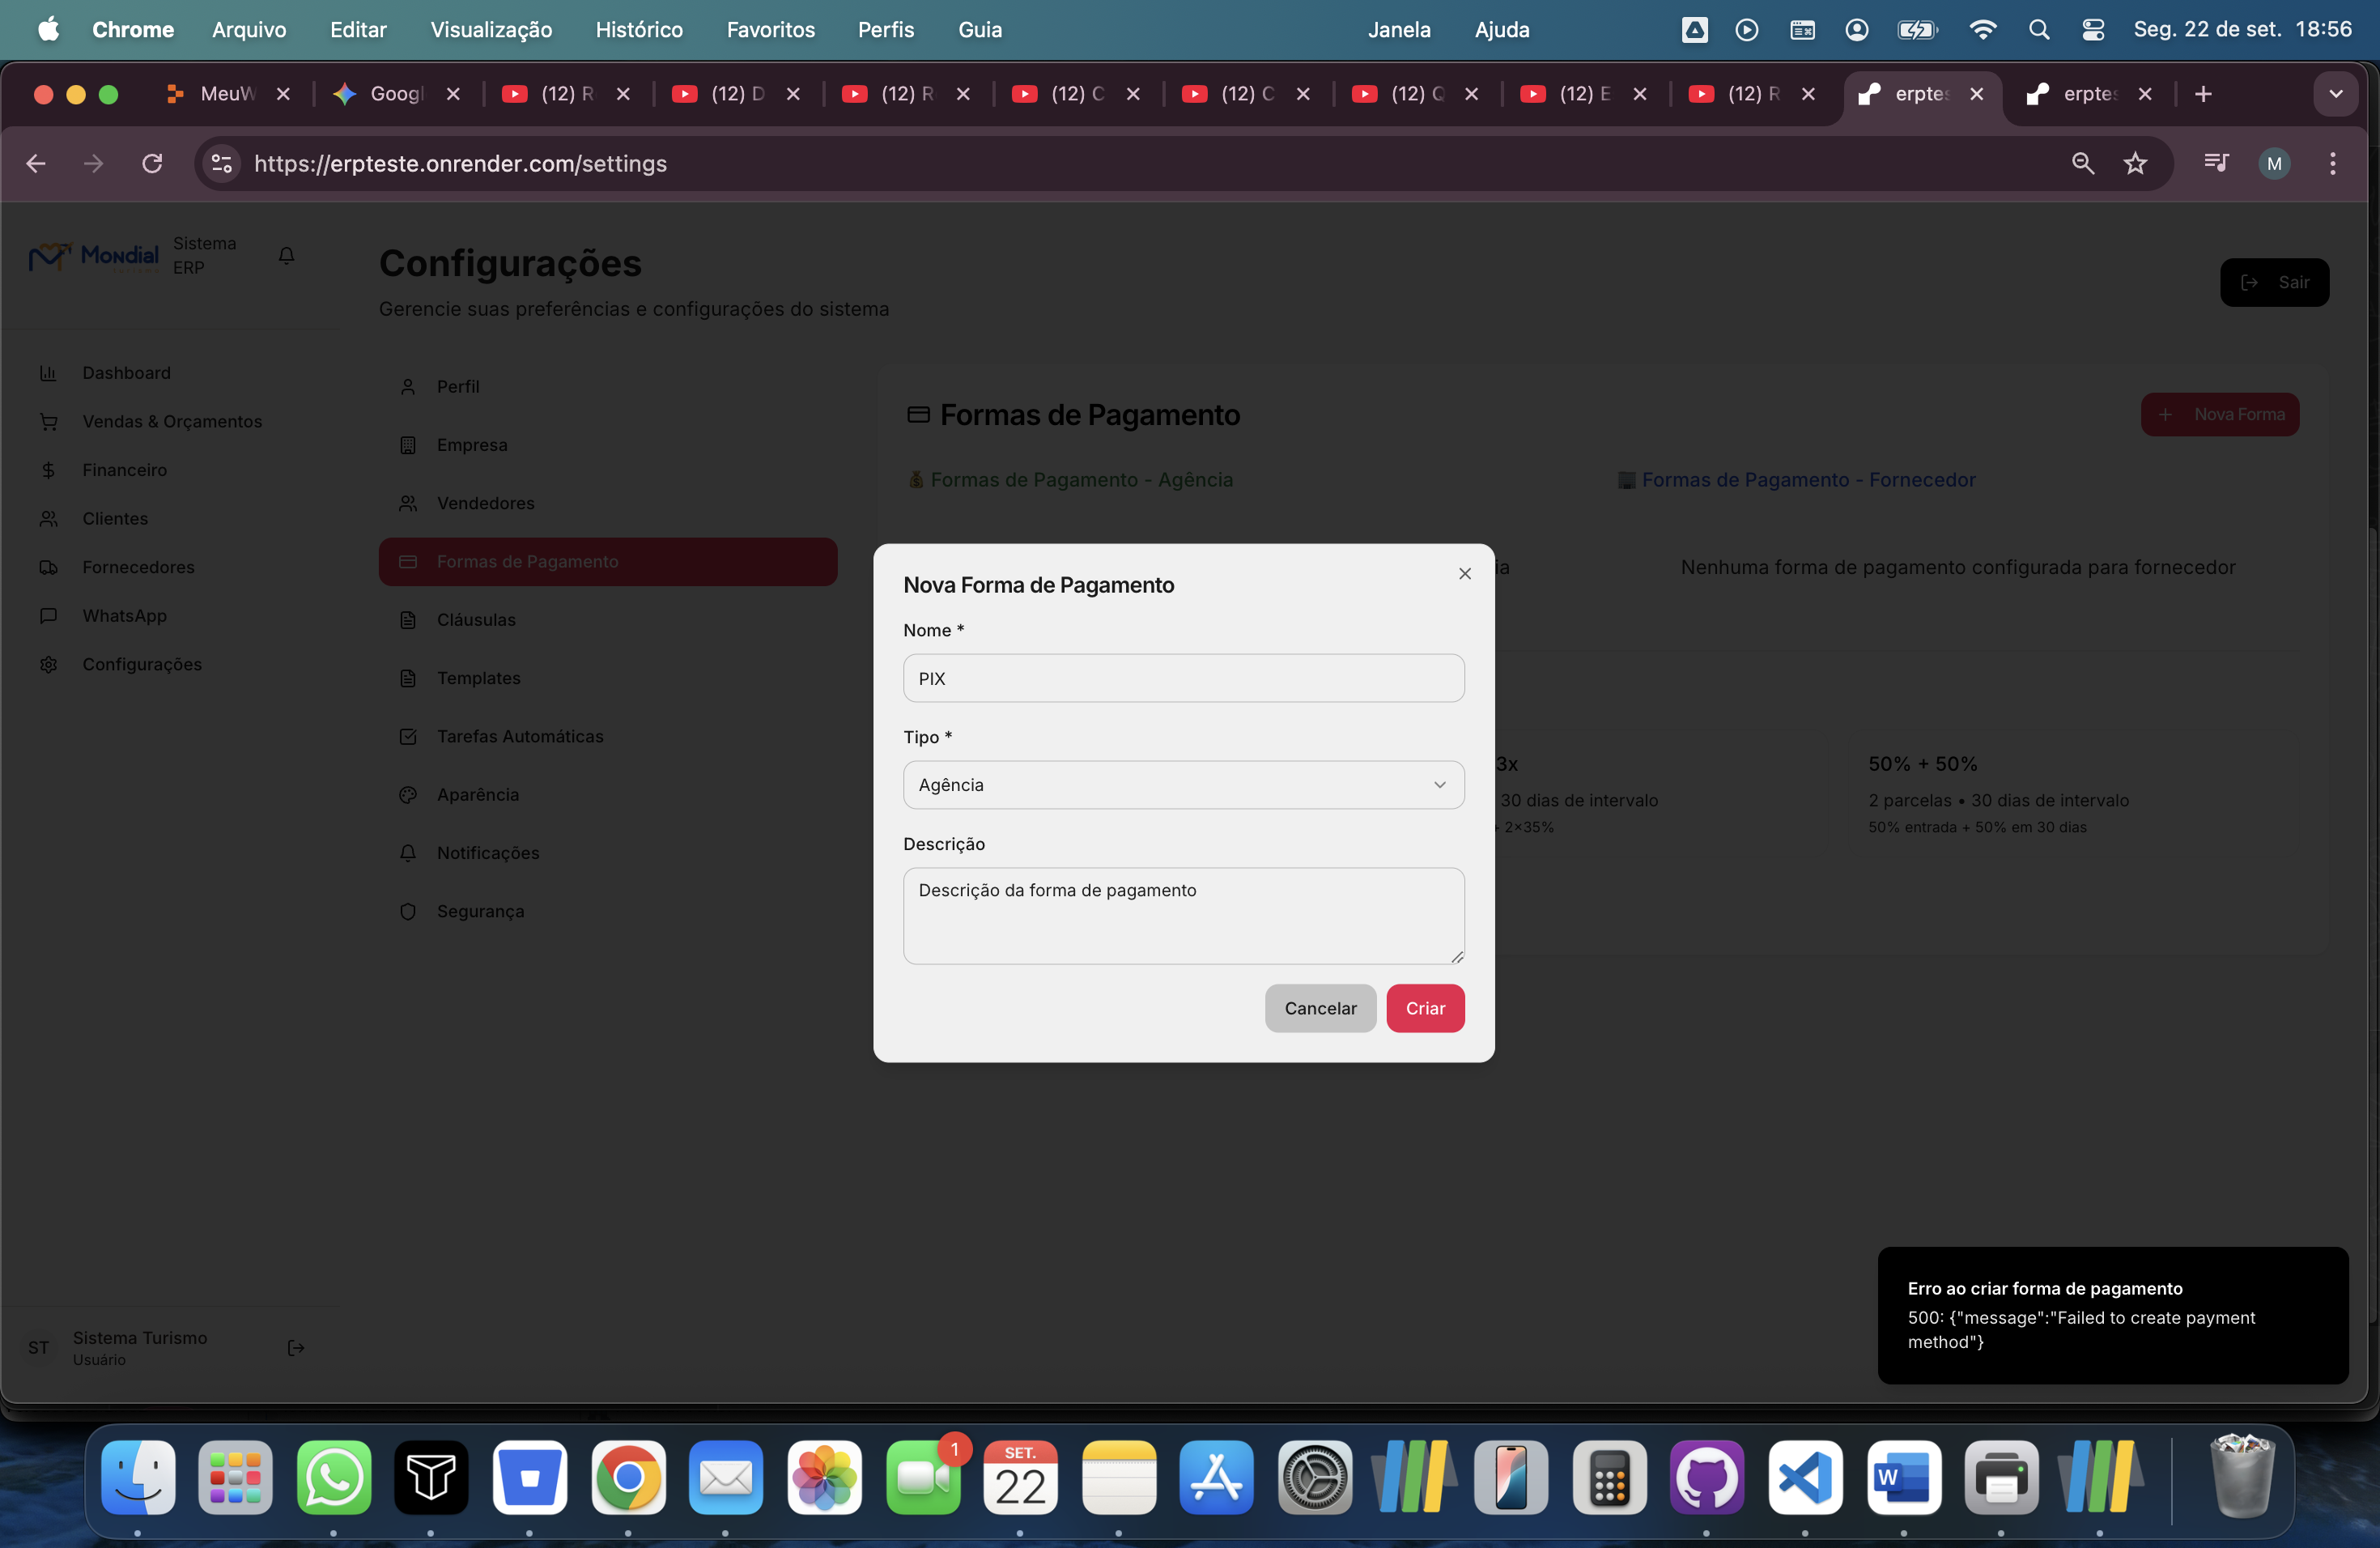 Chrome Arquivo Editar Visualização Histórico Favoritos Perfis Guia Janela Ajuda Seg. 22 de set. 18:56
MeuW Googl (12) R (12) D (12) R (12) C (12) C (12) Q (12) E (12) R erptes erptes
https://erpteste.onrender.com/settings
M
Mondial
Sistema
ERP
Configurações
Gerencie suas preferências e configurações do sistema
Sair
Dashboard
Vendas & Orçamentos
Financeiro
Clientes
Fornecedores
WhatsApp
Configurações
Perfil
Empresa
Vendedores
Formas de Pagamento
Cláusulas
Templates
Tarefas Automáticas
Aparência
Notificações
Segurança
Formas de Pagamento
Nova Forma
Formas de Pagamento - Agência
Formas de Pagamento - Fornecedor
ia
Nenhuma forma de pagamento configurada para fornecedor
3x
30 dias de intervalo
2×35%
50% + 50%
2 parcelas • 30 dias de intervalo
50% entrada + 50% em 30 dias
Nova Forma de Pagamento
Nome *
PIX
Tipo *
Agência
Descrição
Descrição da forma de pagamento
Cancelar Criar
Erro ao criar forma de pagamento
500: {"message":"Failed to create payment
method"}
ST
Sistema Turismo
Usuário
1
SET.
22
W